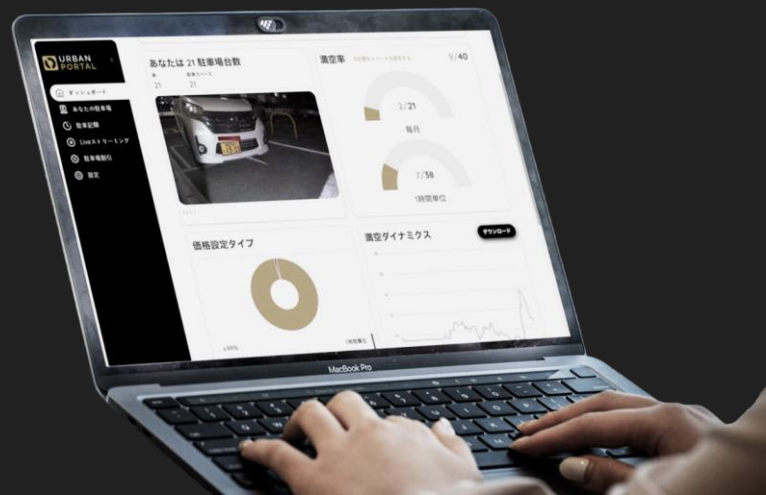 URBAN
PORTAL
ダッシュボード
あなたの駐車場
駐車記録
Liveストリーミング
駐車場割引
設定
あなたは 21 駐車場台数
21
21
満空率
9/40
2/21
毎月
7/38
1時間単位
価格設定タイプ
満空ダイナミクス
ダウンロード
MacBook Pro